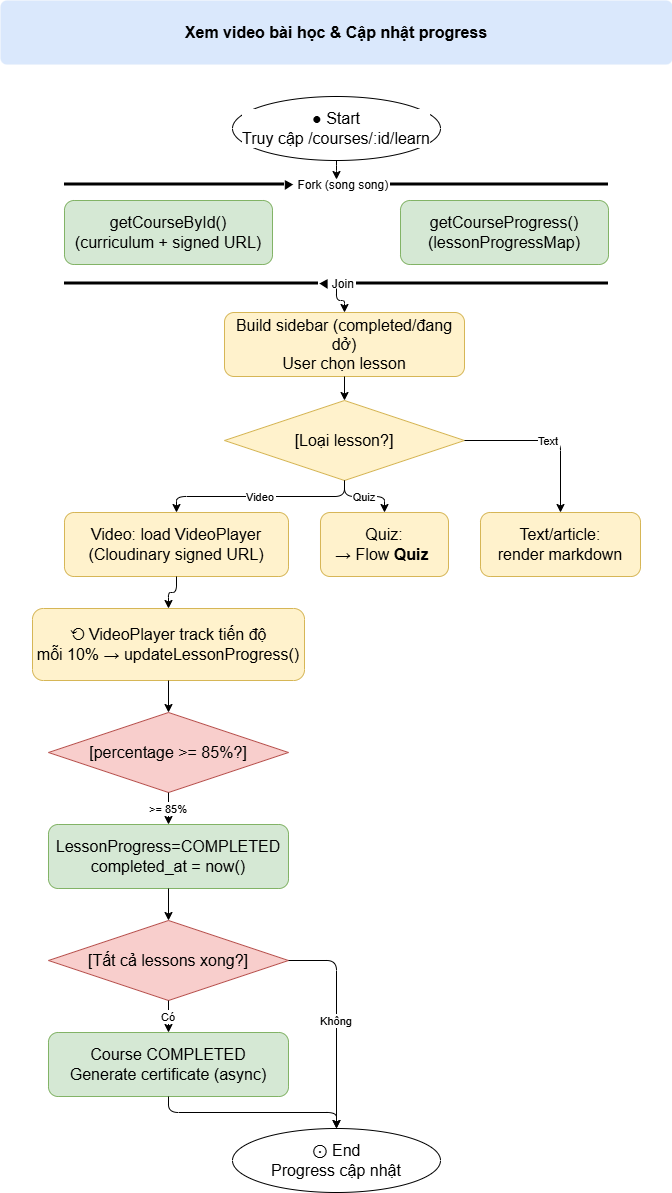 Xem video bài học & Cập nhật progress
● Start
Truy cập /courses/:id/learn
Fork (song song)
getCourseById()
(curriculum + signed URL)
getCourseProgress()
(lessonProgressMap)
Join
Build sidebar (completed/đang
dở)
User chọn lesson
[Loại lesson?]
Text
Video
Quiz
Video: load VideoPlayer
(Cloudinary signed URL)
Quiz:
→ Flow Quiz
Text/article:
render markdown
⟲ VideoPlayer track tiến độ
mỗi 10% → updateLessonProgress()
[percentage >= 85%?]
>= 85%
LessonProgress=COMPLETED
completed_at = now()
[Tất cả lessons xong?]
Có
Không
Course COMPLETED
Generate certificate (async)
⊙ End
Progress cập nhật